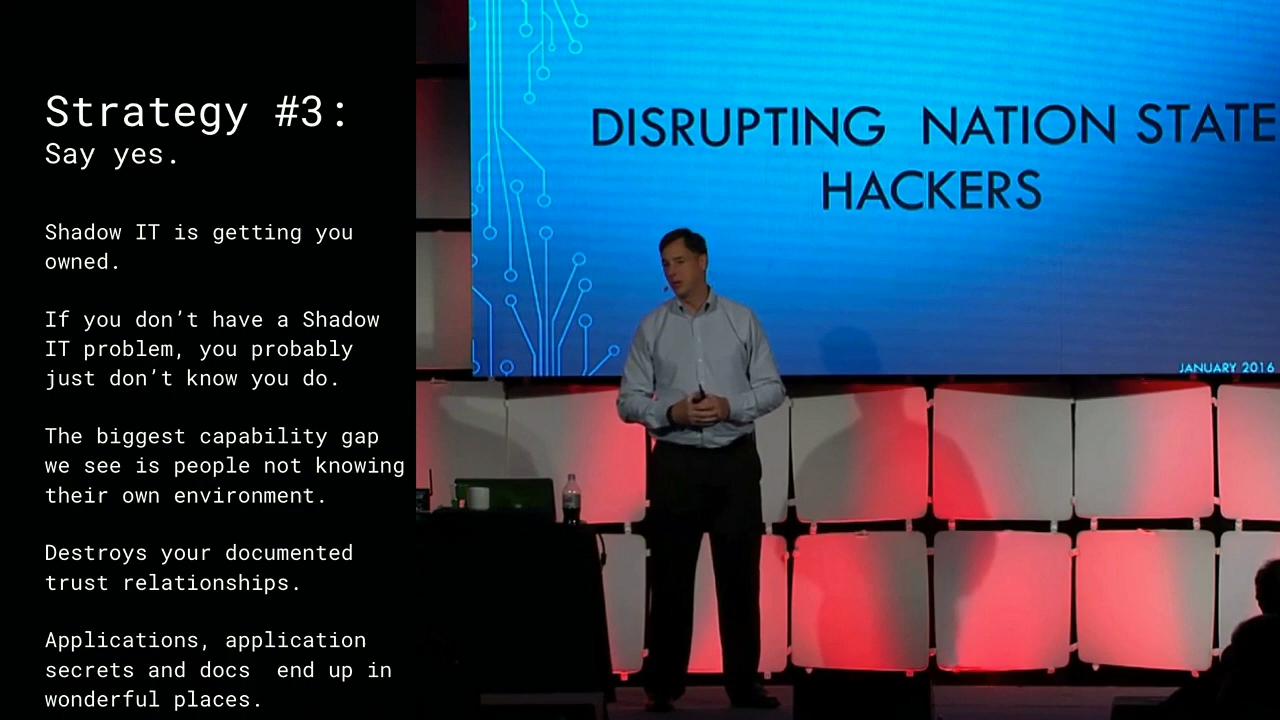 Strategy #3:
Say yes.
Shadow IT is getting you
owned.
If you don’t have a Shadow
IT problem, you probably
just don’t know you do.
The biggest capability gap
we see is people not knowing
their own environment.
Destroys your documented
trust relationships.
Applications, application
secrets and docs  end up in
wonderful places.
DISRUPTING NATION STATE
HACKERS
JANUARY 2016